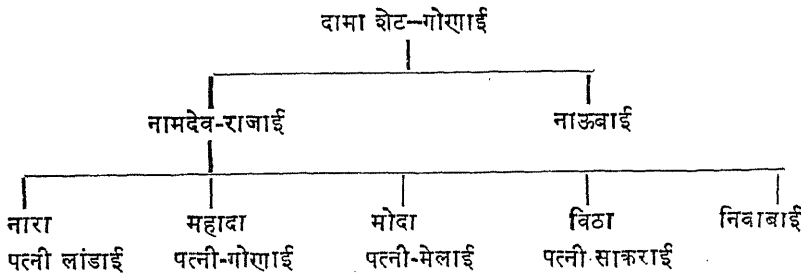 दामा शेट-गोणाई
नामदेव-राजाई नाऊबाई
नारा महादा मोदा विठा निवाबाई
पत्नी लांडाई पत्नी-गोणाई पत्नी-मेलाई पत्नी साकराई